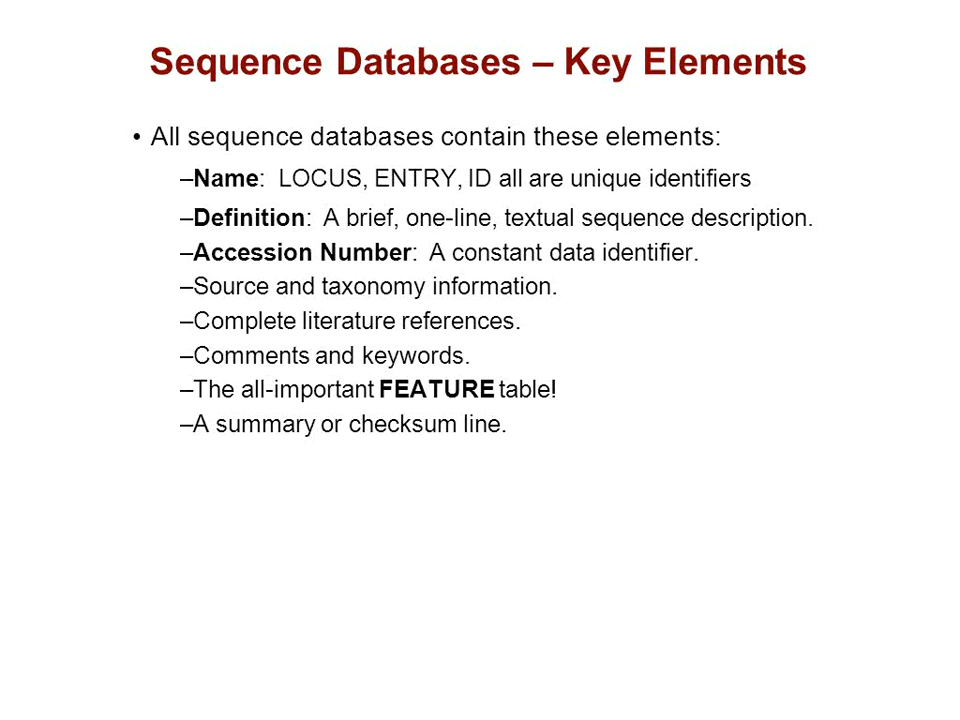 Sequence Databases – Key Elements
• All sequence databases contain these elements:
–Name: LOCUS, ENTRY, ID all are unique identifiers
–Definition: A brief, one-line, textual sequence description.
–Accession Number: A constant data identifier.
–Source and taxonomy information.
–Complete literature references.
–Comments and keywords.
–The all-important FEATURE table!
–A summary or checksum line.